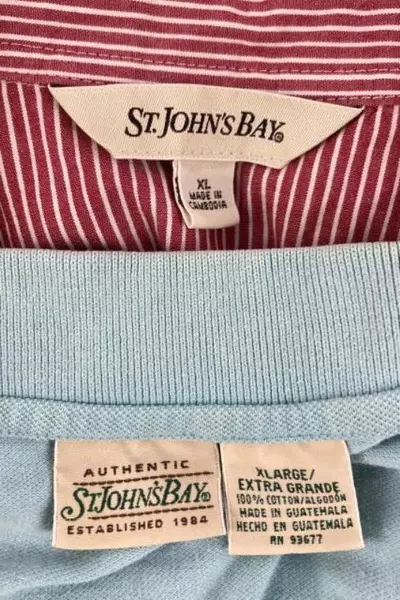 ST. JOHN'S BAY®
XL
MADE IN
CAMBODIA
AUTHENTIC
ST. JOHN'S BAY®
ESTABLISHED 1984
XLARGE/
EXTRA GRANDE
100% COTTON/ALGODÓN
MADE IN GUATEMALA
HECHO EN GUATEMALA
RN 93677